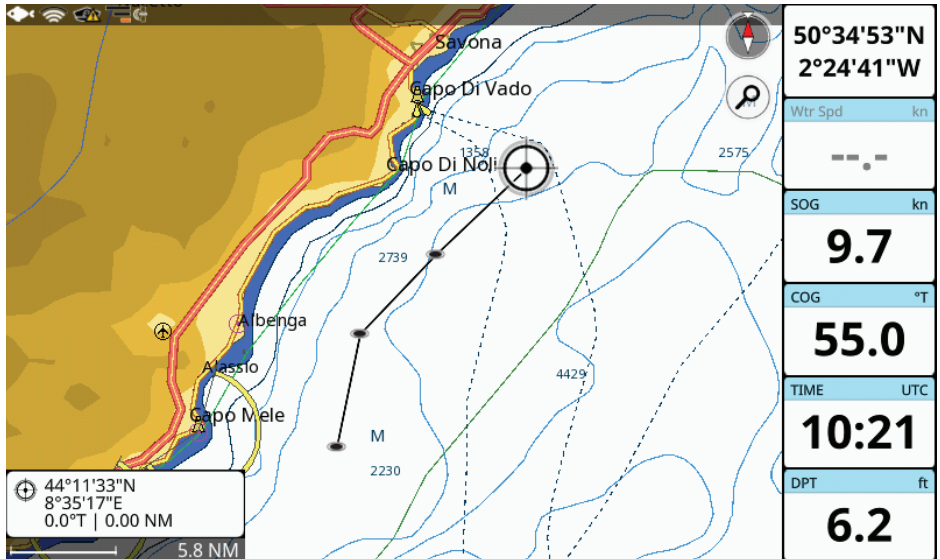 Savona
Capo Di Vado
1358
Capo Di Noli
M
2575
2739
Albenga
Alassio
4429
Capo Mele
M
2230
44°11'33"N
8°35'17"E
0.0°T | 0.00 NM
5.8 NM
50°34'53"N
2°24'41"W
Wtr Spd kn
--.-
SOG kn
9.7
COG °T
55.0
TIME UTC
10:21
DPT ft
6.2